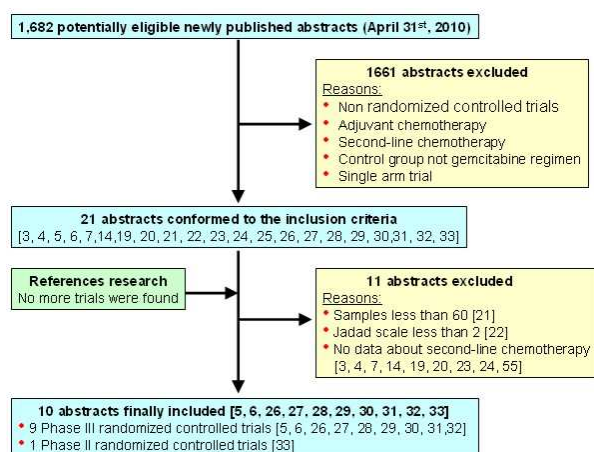 1,682 potentially eligible newly published abstracts (April 31st, 2010)
1661 abstracts excluded
Reasons:
• Non randomized controlled trials
• Adjuvant chemotherapy
• Second-line chemotherapy
• Control group not gemcitabine regimen
• Single arm trial
21 abstracts conformed to the inclusion criteria
[3, 4, 5, 6, 7,14,19, 20, 21, 22, 23, 24, 25, 26, 27, 28, 29, 30,31, 32, 33]
References research
No more trials were found
11 abstracts excluded
Reasons:
• Samples less than 60 [21]
• Jadad scale less than 2 [22]
• No data about second-line chemotherapy
[3, 4, 7, 14, 19, 20, 23, 24, 55]
10 abstracts finally included [5, 6, 26, 27, 28, 29, 30, 31, 32, 33]
• 9 Phase III randomized controlled trials [5, 6, 26, 27, 28, 29, 30, 31,32]
• 1 Phase II randomized controlled trials [33]